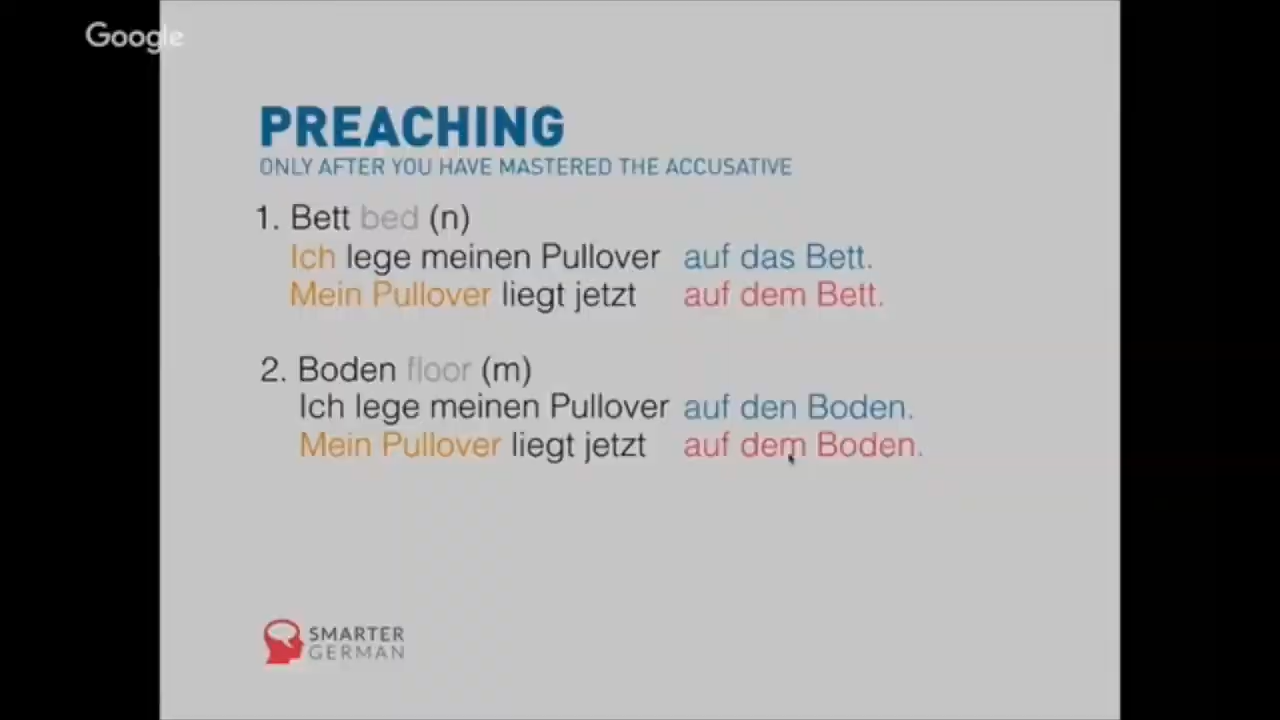 Google
PREACHING
ONLY AFTER YOU HAVE MASTERED THE ACCUSATIVE
1. Bett bed (n)
Ich lege meinen Pullover auf das Bett.
Mein Pullover liegt jetzt auf dem Bett.
2. Boden floor (m)
Ich lege meinen Pullover auf den Boden.
Mein Pullover liegt jetzt auf dem Boden.
SMARTER
GERMAN